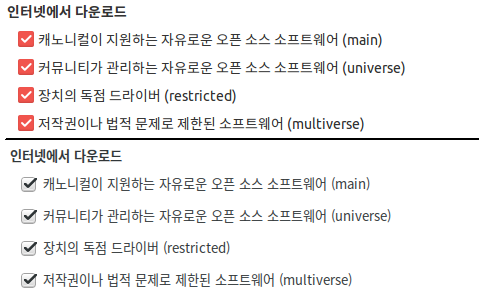 인터넷에서 다운로드
캐노니컬이 지원하는 자유로운 오픈 소스 소프트웨어 (main)
커뮤니티가 관리하는 자유로운 오픈 소스 소프트웨어 (universe)
장치의 독점 드라이버 (restricted)
저작권이나 법적 문제로 제한된 소프트웨어 (multiverse)
인터넷에서 다운로드
캐노니컬이 지원하는 자유로운 오픈 소스 소프트웨어 (main)
커뮤니티가 관리하는 자유로운 오픈 소스 소프트웨어 (universe)
장치의 독점 드라이버 (restricted)
저작권이나 법적 문제로 제한된 소프트웨어 (multiverse)